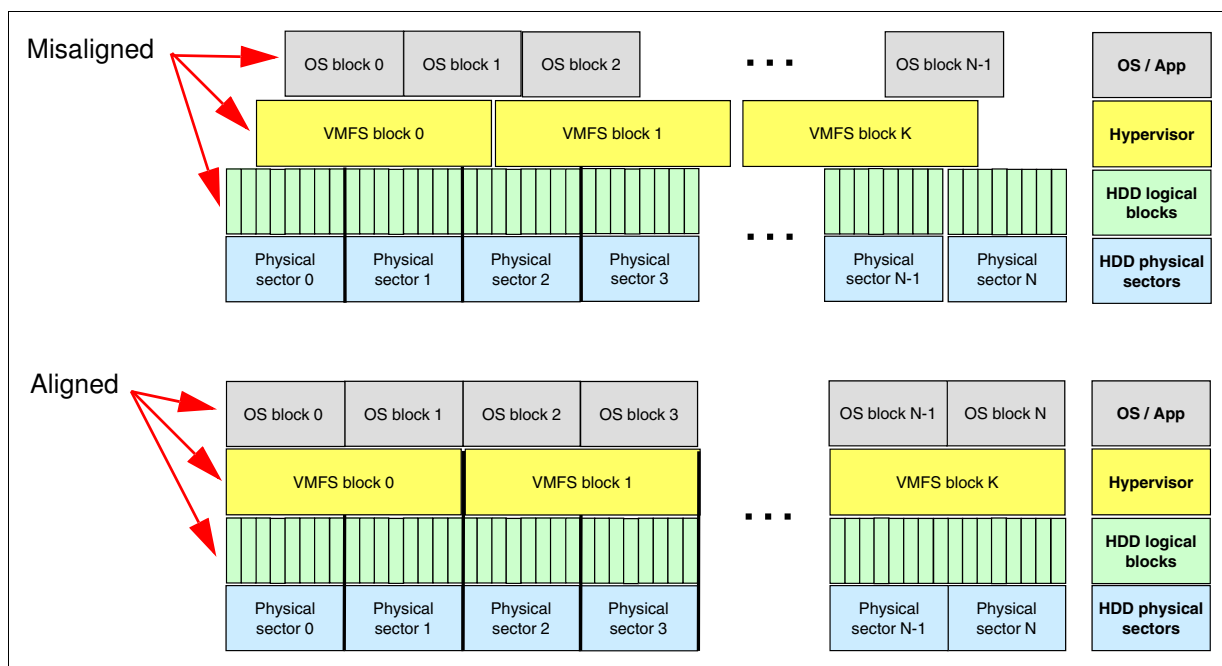 Misaligned
OS block 0 OS block 1 OS block 2 ... OS block N-1 OS / App
VMFS block 0 VMFS block 1 VMFS block K Hypervisor
HDD logical
blocks
...
Physical Physical Physical Physical Physical Physical HDD physical
sector 0 sector 1 sector 2 sector 3 sector N-1 sector N sectors
Aligned
OS block 0 OS block 1 OS block 2 OS block 3 OS block N-1 OS block N OS / App
VMFS block 0 VMFS block 1 VMFS block K Hypervisor
...
HDD logical
blocks
Physical Physical Physical Physical Physical Physical HDD physical
sector 0 sector 1 sector 2 sector 3 sector N-1 sector N sectors